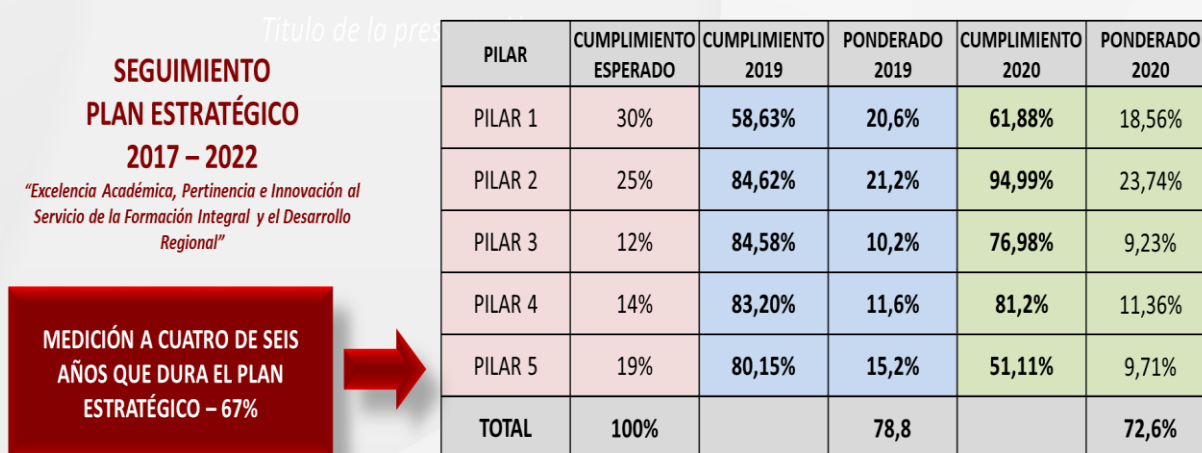 Titulo de la pres
SEGUIMIENTO
PLAN ESTRATÉGICO
2017 – 2022
“Excelencia Académica, Pertinencia e Innovación al
Servicio de la Formación Integral y el Desarrollo
Regional”
MEDICIÓN A CUATRO DE SEIS
AÑOS QUE DURA EL PLAN
ESTRATÉGICO – 67%
PILAR CUMPLIMIENTO ESPERADO CUMPLIMIENTO 2019 PONDERADO 2019 CUMPLIMIENTO 2020 PONDERADO 2020
PILAR 1 30% 58,63% 20,6% 61,88% 18,56%
PILAR 2 25% 84,62% 21,2% 94,99% 23,74%
PILAR 3 12% 84,58% 10,2% 76,98% 9,23%
PILAR 4 14% 83,20% 11,6% 81,2% 11,36%
PILAR 5 19% 80,15% 15,2% 51,11% 9,71%
TOTAL 100% 78,8 72,6%